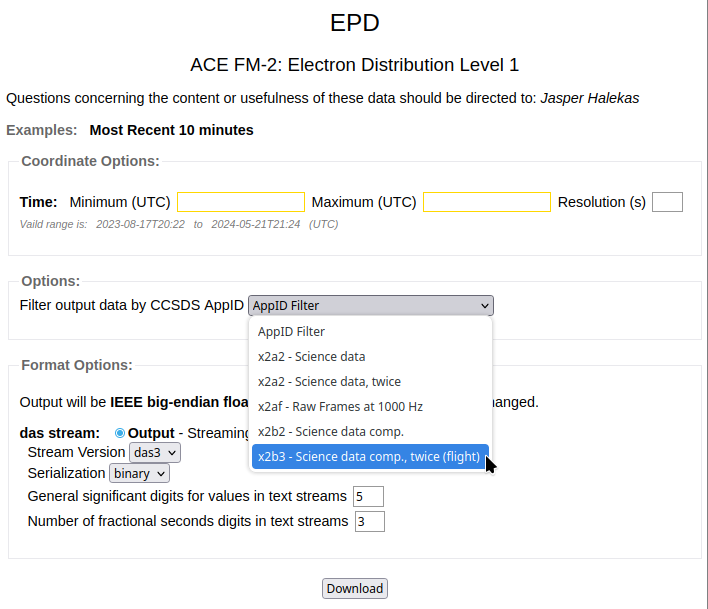 EPD
ACE FM-2: Electron Distribution Level 1
Questions concerning the content or usefulness of these data should be directed to: Jasper Halekas
Examples: Most Recent 10 minutes
Coordinate Options:
Time: Minimum (UTC) Maximum (UTC) Resolution (s)
Vaild range is: 2023-08-17T20:22 to 2024-05-21T21:24 (UTC)
Options:
Filter output data by CCSDS AppID AppID Filter
AppID Filter
x2a2 - Science data
x2a2 - Science data, twice
x2af - Raw Frames at 1000 Hz
x2b2 - Science data comp.
x2b3 - Science data comp., twice (flight)
Format Options:
Output will be IEEE big-endian floa hanged.
das stream: Output - Streaming
Stream Version das3
Serialization binary
General significant digits for values in text streams 5
Number of fractional seconds digits in text streams 3
Download